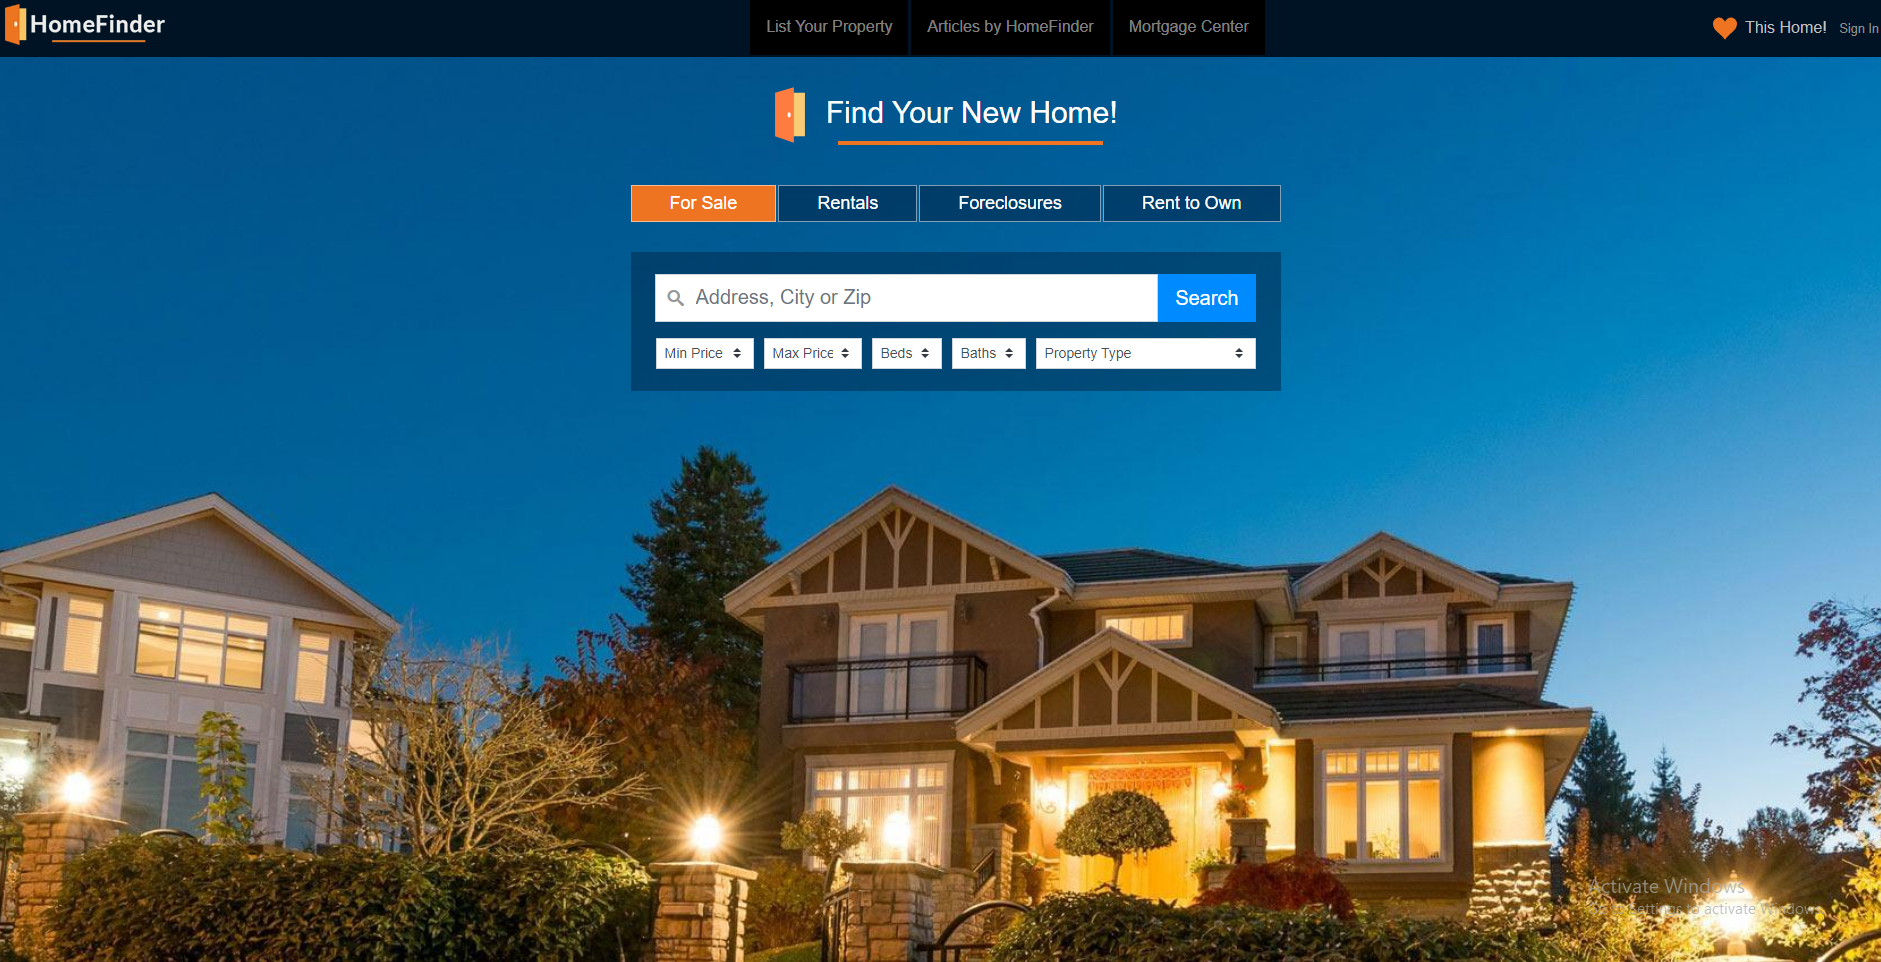 HomeFinder
List Your Property
Articles by HomeFinder
Mortgage Center
This Home!
Sign In
Find Your New Home!
For Sale
Rentals
Foreclosures
Rent to Own
Address, City or Zip
Search
Min Price
Max Price
Beds
Baths
Property Type
Activate Windows
Go to Settings to activate Windows.